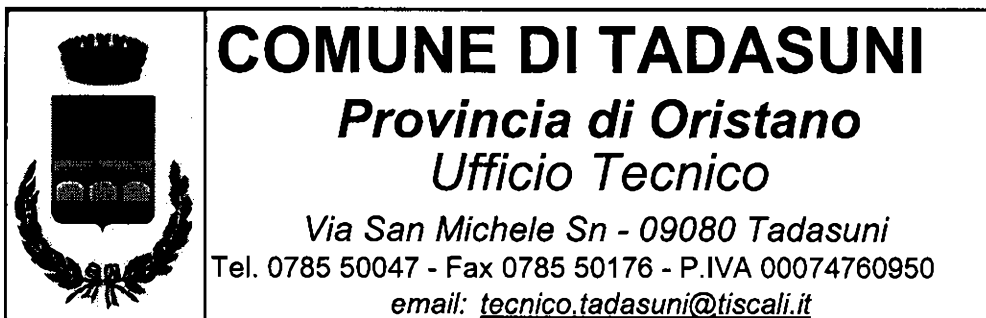 COMUNE DI TADASUNI
Provincia di Oristano
Ufficio Tecnico
Via San Michele Sn - 09080 Tadasuni
Tel. 0785 50047 - Fax 0785 50176 - P.IVA 00074760950
email: tecnico.tadasuni@tiscali.it